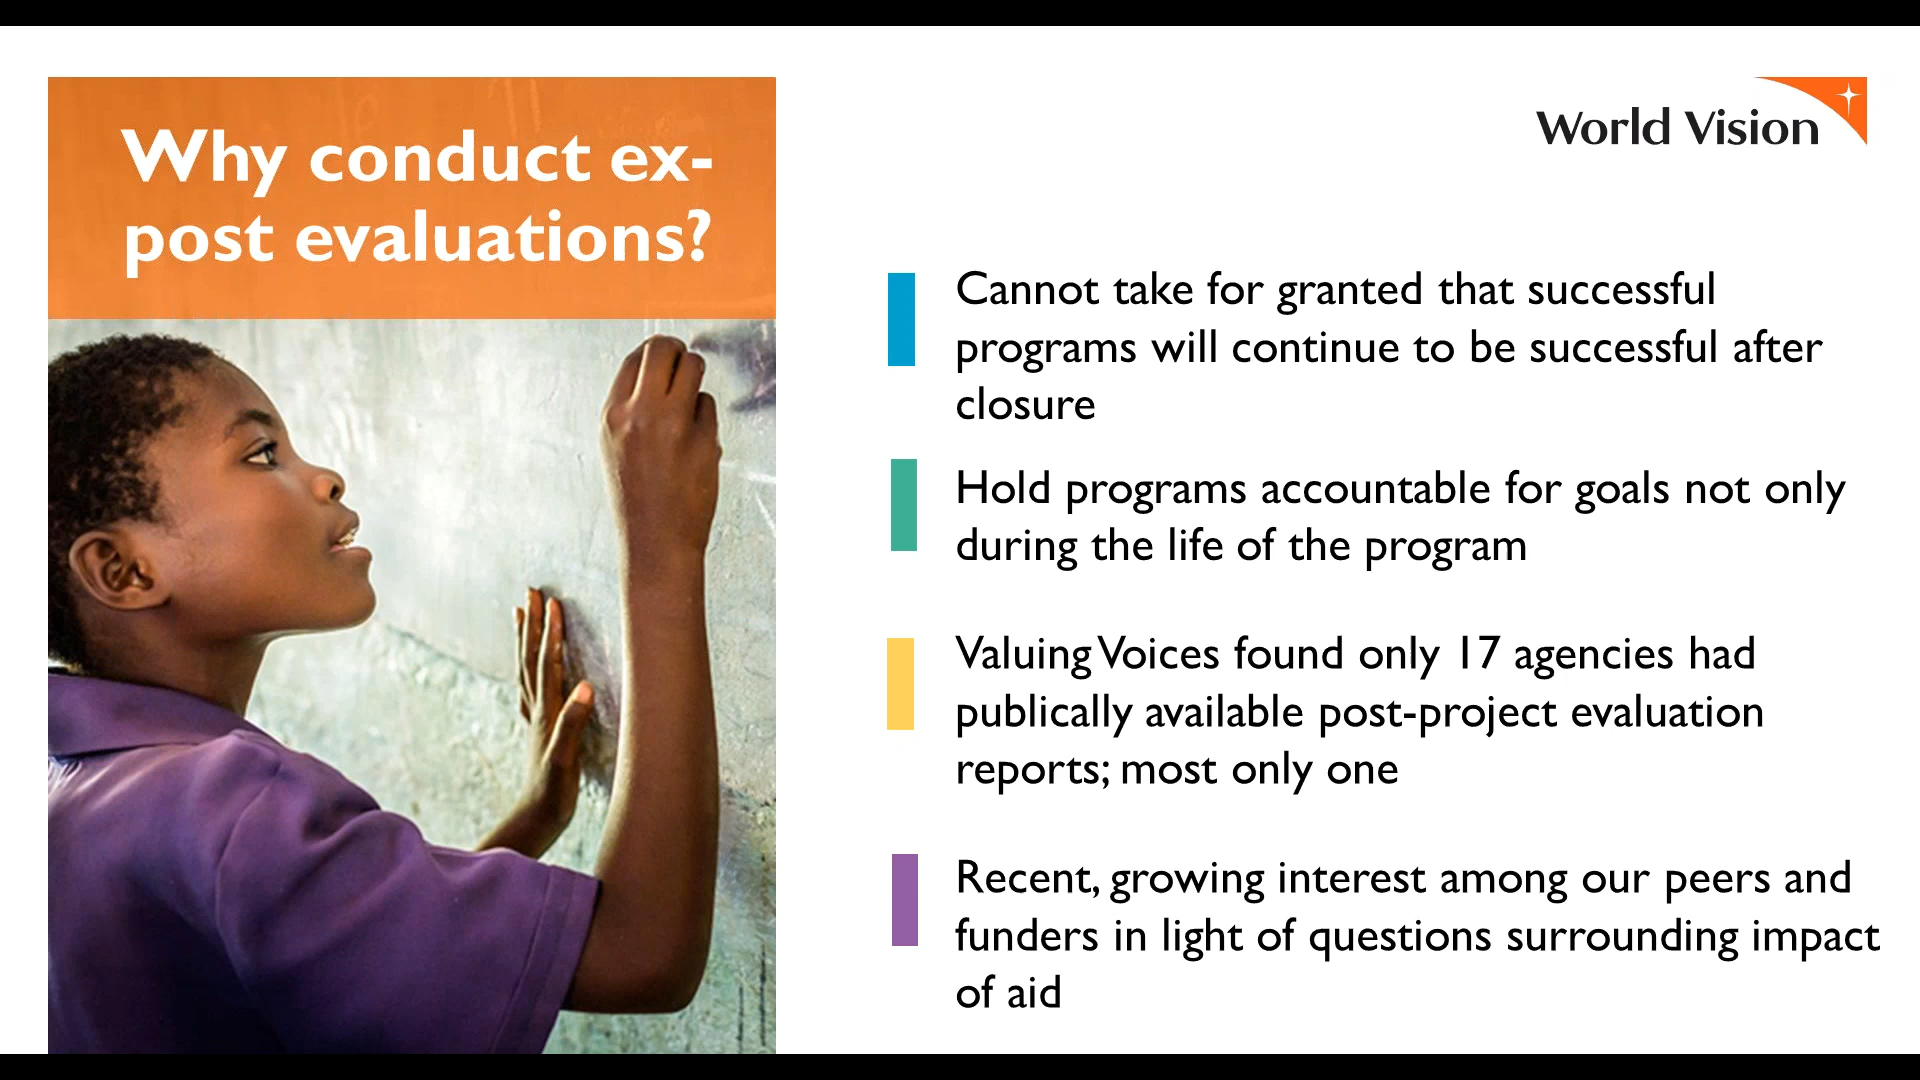 Why conduct ex-
post evaluations?
World Vision
Cannot take for granted that successful
programs will continue to be successful after
closure
Hold programs accountable for goals not only
during the life of the program
Valuing Voices found only 17 agencies had
publically available post-project evaluation
reports; most only one
Recent, growing interest among our peers and
funders in light of questions surrounding impact
of aid